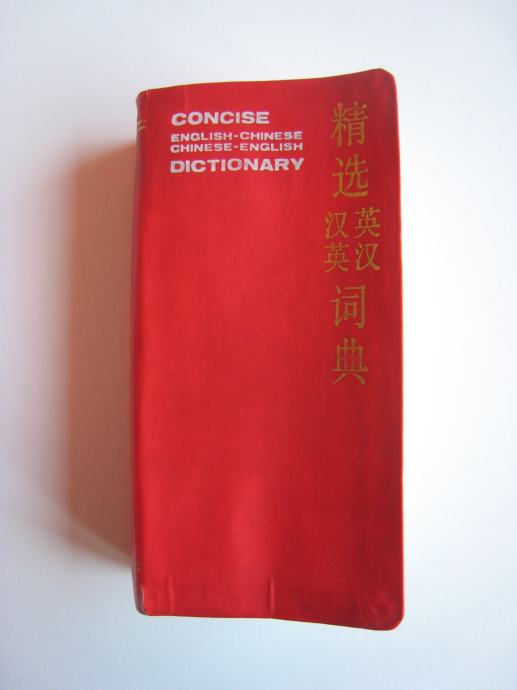 CONCISE
ENGLISH-CHINESE
CHINESE-ENGLISH
DICTIONARY
精选
英汉
汉英
词典